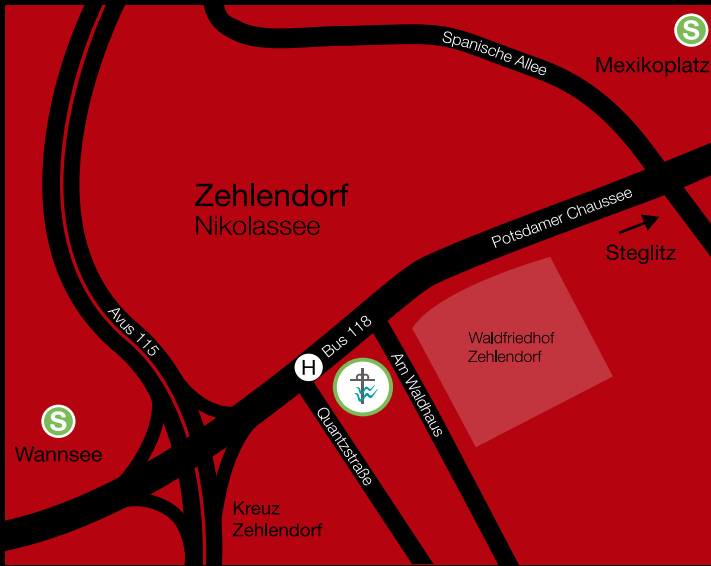 S
Spanische Allee
Mexikoplatz
Zehlendorf
Nikolassee
Potsdamer Chaussee
Steglitz
Avus 115
Bus 118
H
Waldfriedhof
Zehlendorf
Am Waldhaus
S
Wannsee
Quantzstraße
Kreuz
Zehlendorf